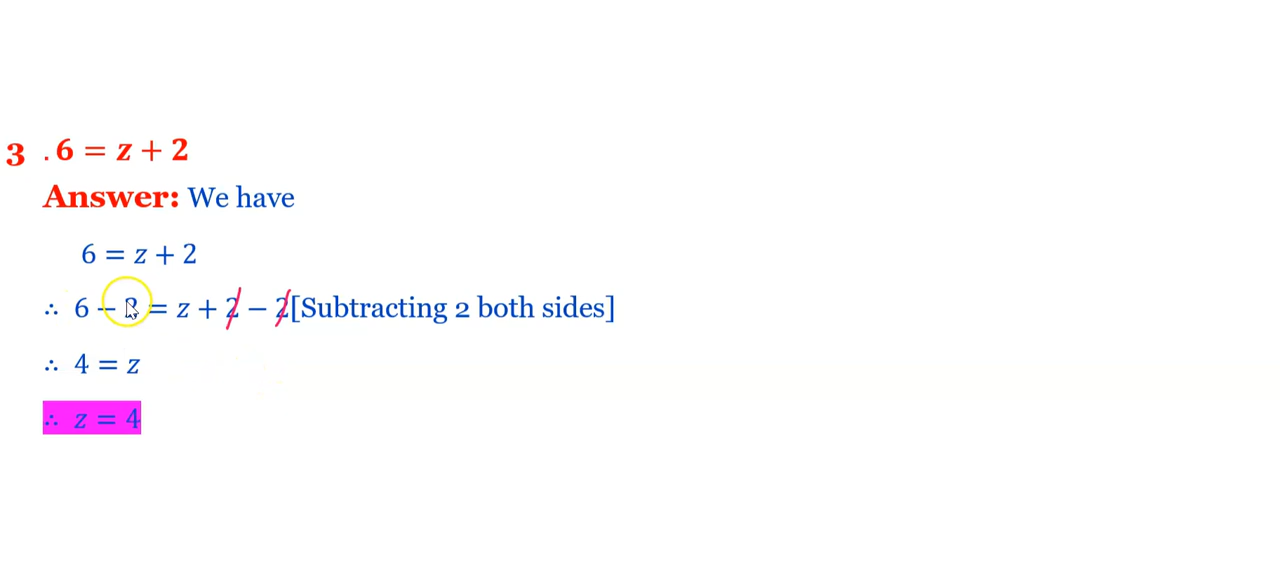 3 . 6 = z + 2
Answer: We have
6 = z + 2
∴ 6 − 2 = z + 2 − 2[Subtracting 2 both sides]
∴ 4 = z
∴ z = 4